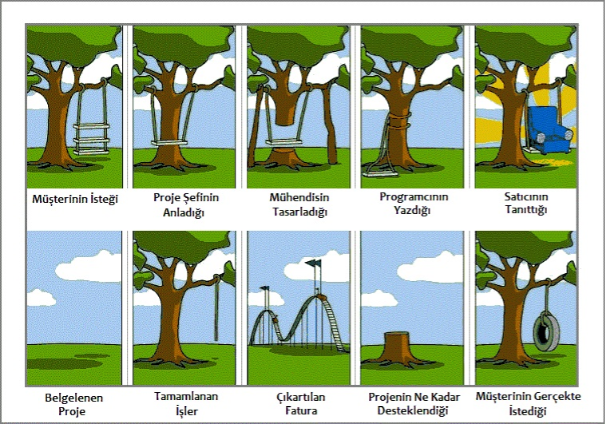 Müşterinin İsteği
Proje Şefinin
Anladığı
Mühendisin
Tasarladığı
Programcının
Yazdığı
Satıcının
Tanıttığı
Belgelenen
Proje
Tamamlanan
İşler
Çıkartılan
Fatura
Projenin Ne Kadar
Desteklendiği
Müşterinin Gerçekte
İstediği